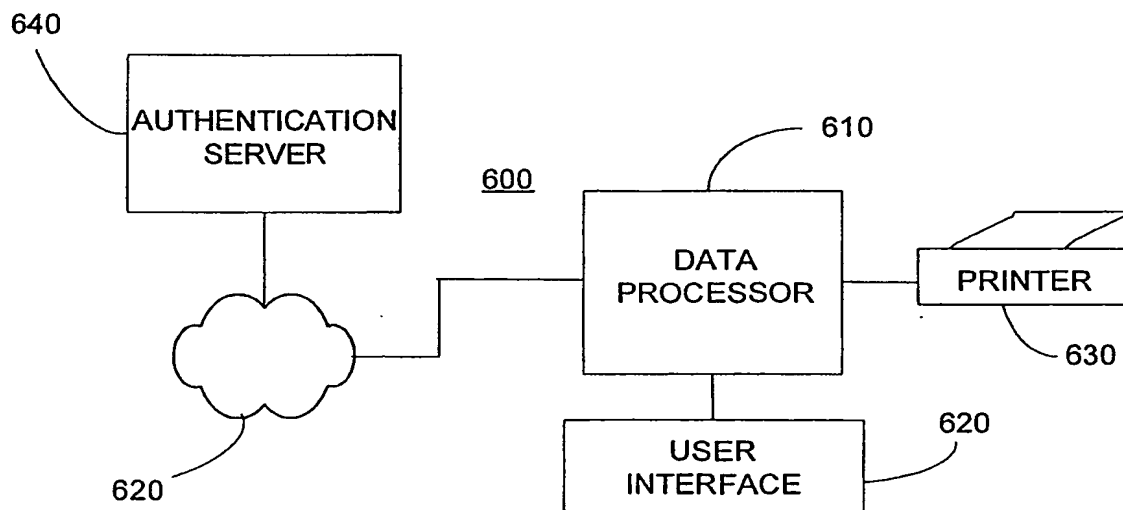 640
AUTHENTICATION
SERVER
610
600
DATA
PROCESSOR
PRINTER
630
620
USER
INTERFACE
620